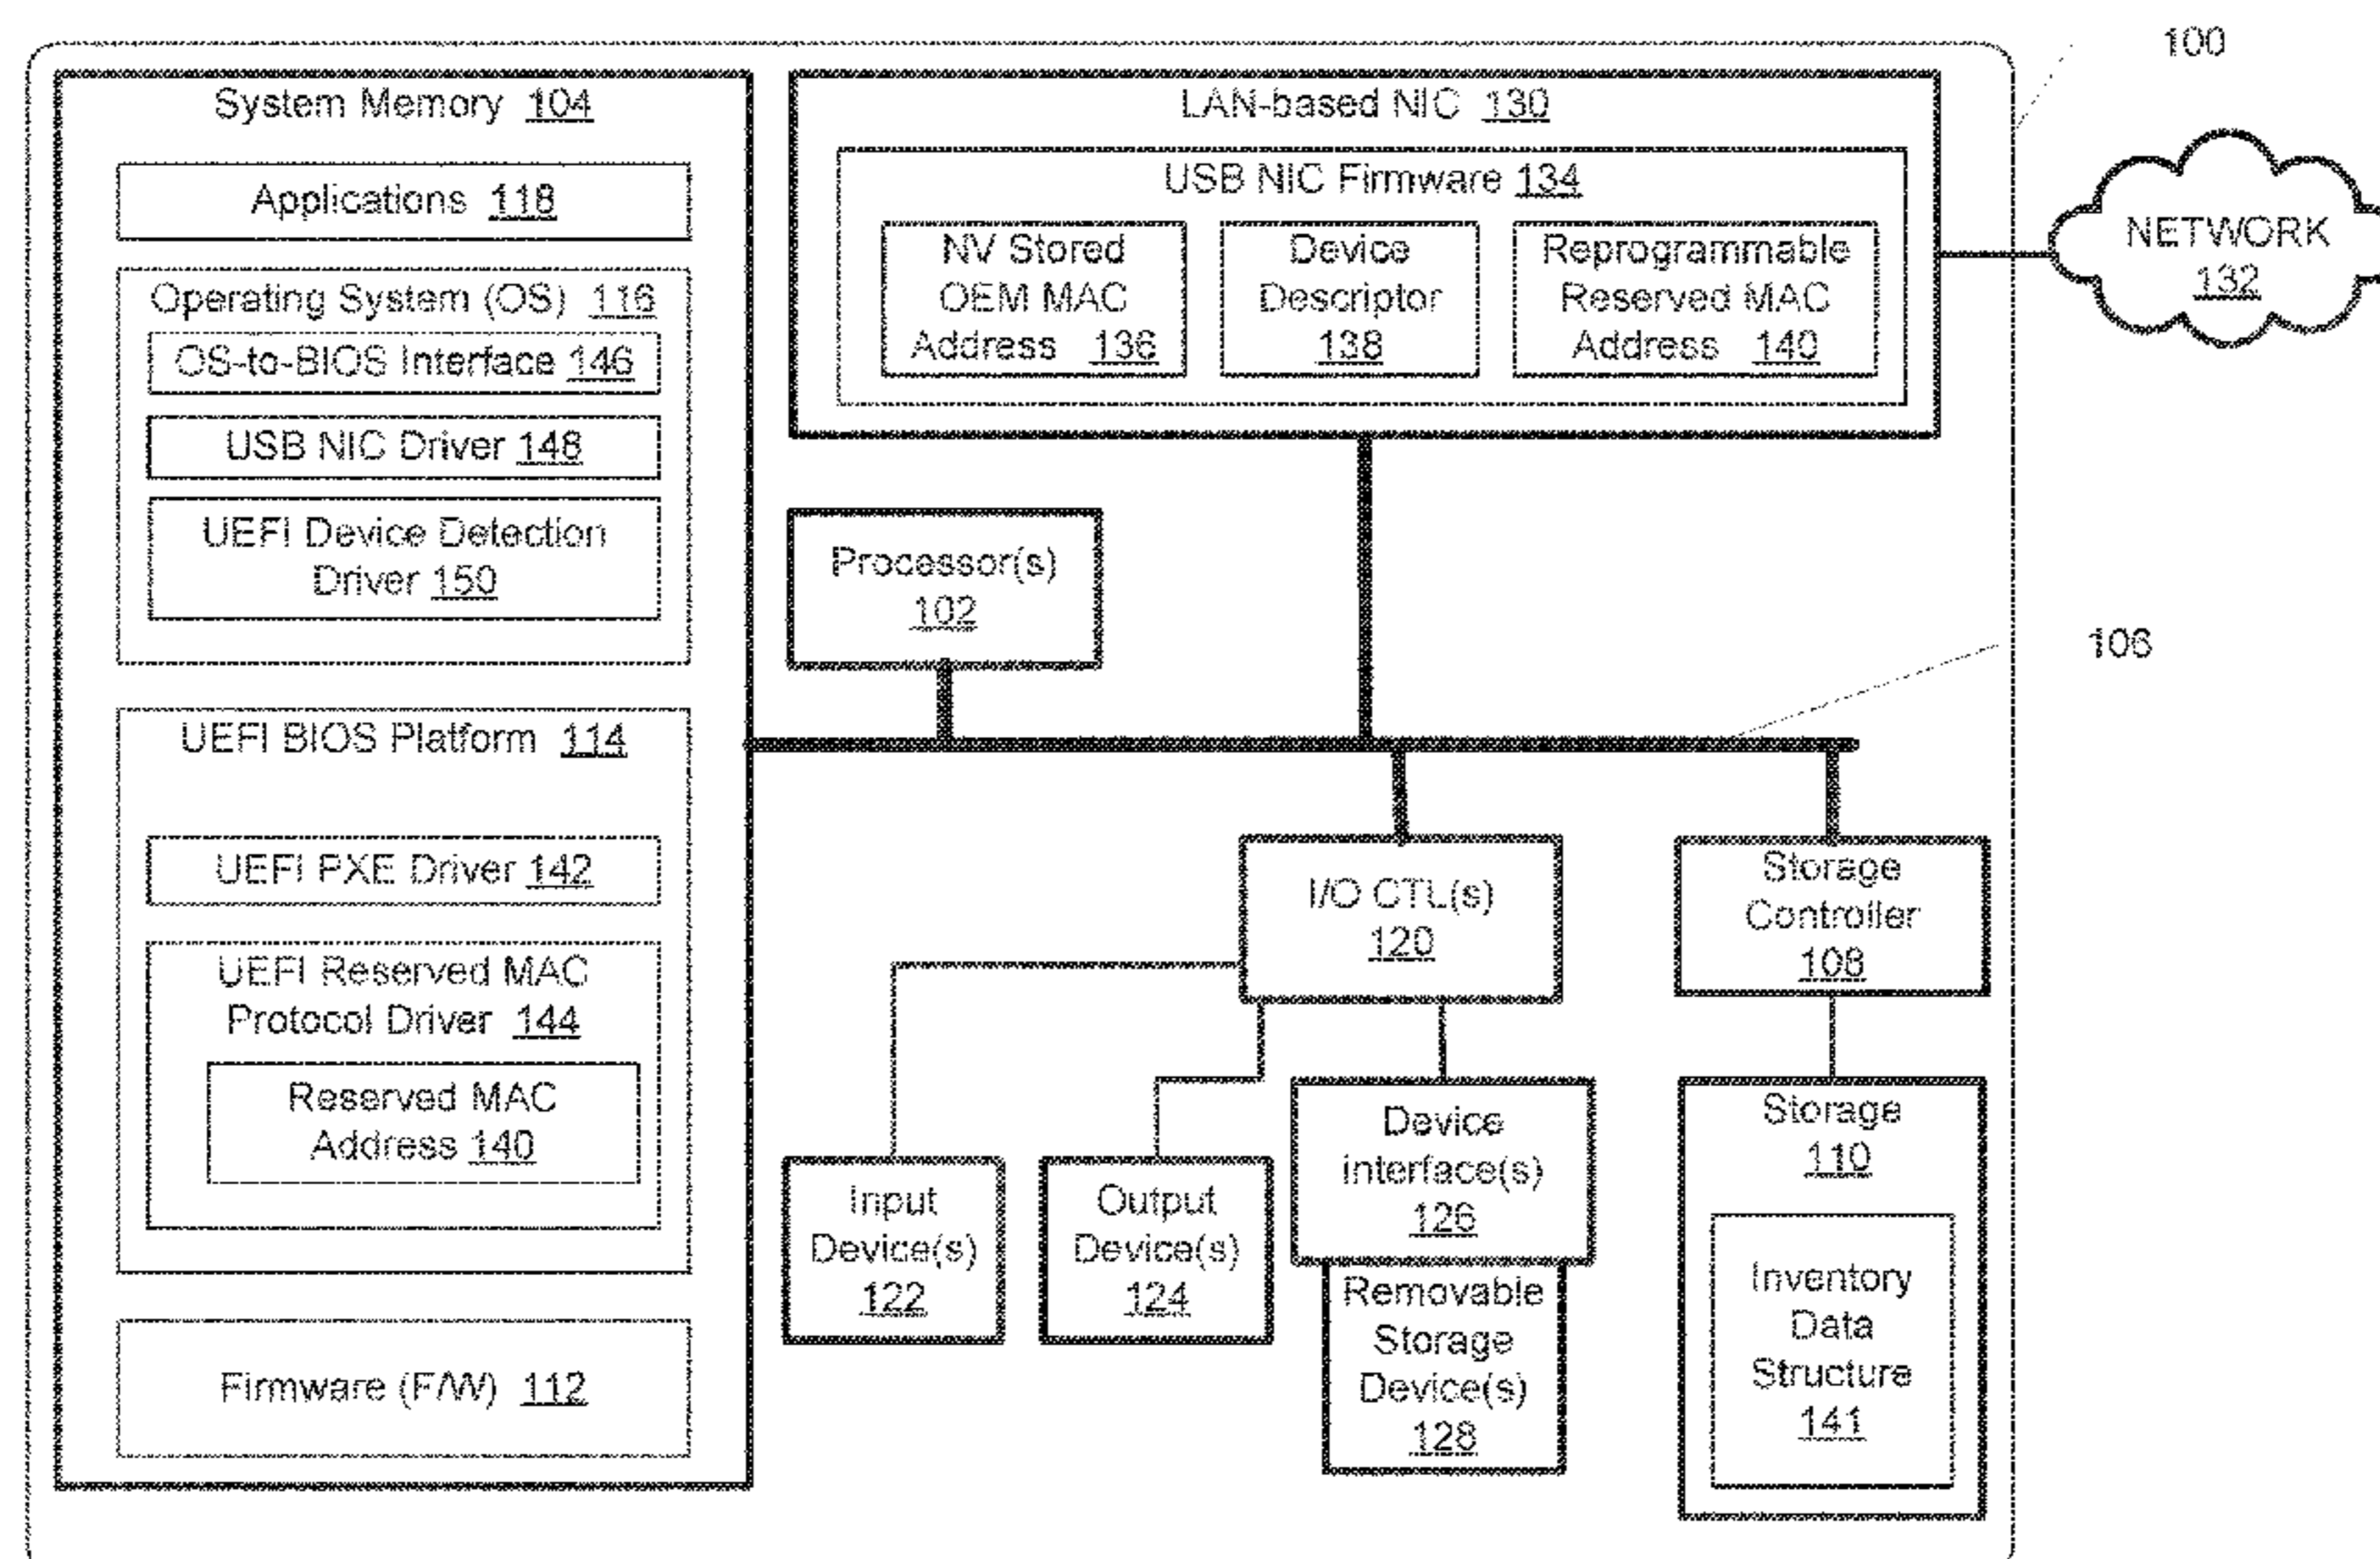 100
System Memory 104
Applications 118
Operating System (OS) 116
OS-to-BIOS Interface 146
USB NIC Driver 148
UEFI Device Detection
Driver 150
UEFI BIOS Platform 114
UEFI PXE Driver 142
UEFI Reserved MAC
Protocol Driver 144
Reserved MAC
Address 140
Firmware (F/W) 112
LAN-based NIC 130
USB NIC Firmware 134
NV Stored
OEM MAC
Address 136
Device
Descriptor
138
Reprogrammable
Reserved MAC
Address 140
NETWORK
132
Processor(s)
102
106
I/O CTL(s)
120
Storage
Controller
108
Input
Device(s)
122
Output
Device(s)
124
Device
interface(s)
126
Removable
Storage
Device(s)
128
Storage
110
Inventory
Data
Structure
141